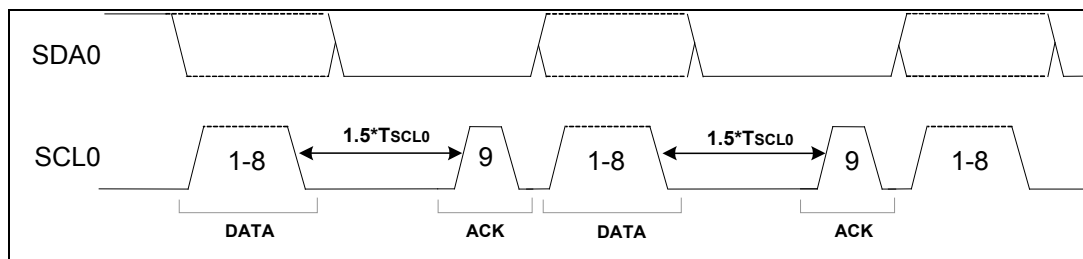 SDA0
1.5*TSCL0 1.5*TSCL0
SCL0 1-8 9 1-8 9 1-8
DATA ACK DATA ACK